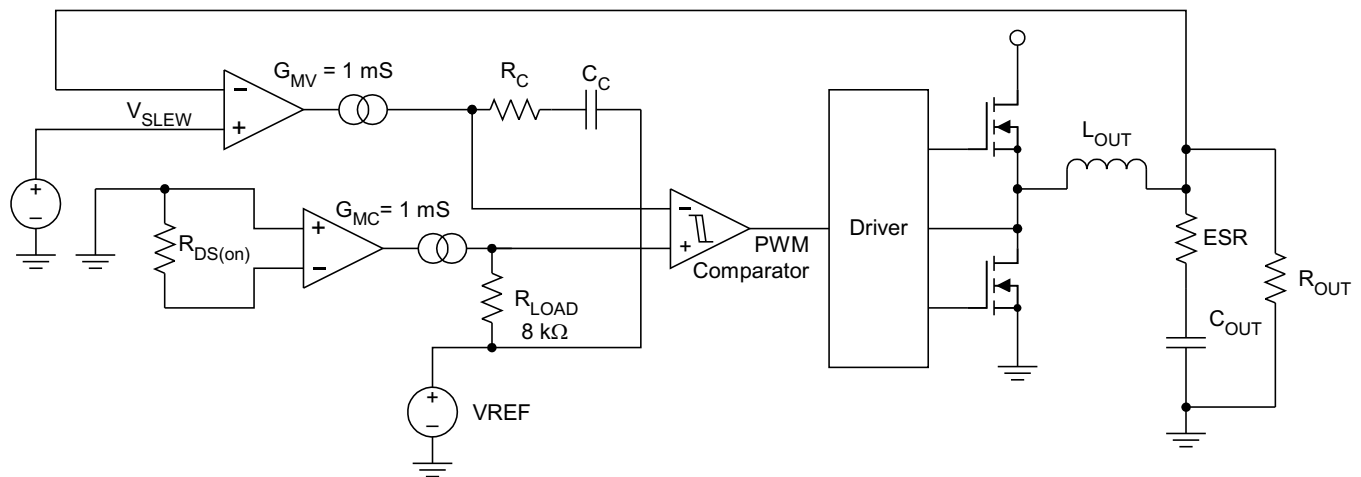 G_MV = 1 mS
R_C
C_C
V_SLEW
+
−
+
−
L_OUT
G_MC = 1 mS
R_DS(on)
+
−
−
+
PWM
Comparator
Driver
ESR
R_OUT
R_LOAD
8 kΩ
C_OUT
+
−
VREF